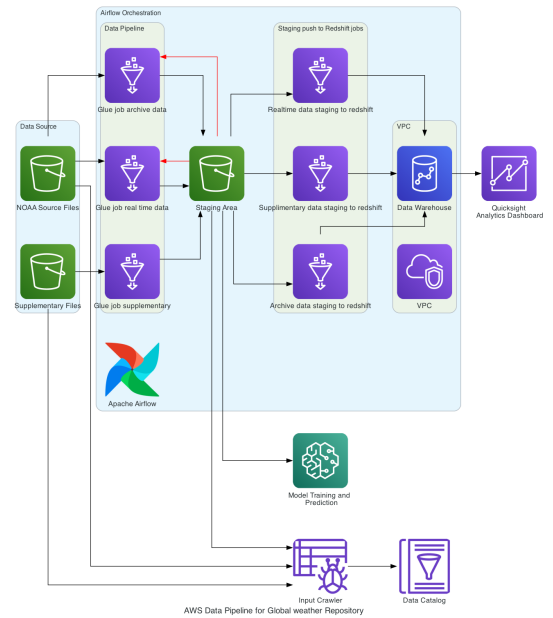 Airflow Orchestration
Data Pipeline
Staging push to Redshift jobs
Glue job archive data
Realtime data staging to redshift
Data Source
VPC
NOAA Source Files
Glue job real time data
Staging Area
Supplimentary data staging to redshift
Data Warehouse
Quicksight
Analytics Dashboard
Supplementary Files
Glue job supplementary
Archive data staging to redshift
VPC
Apache Airflow
Model Training and
Prediction
Input Crawler
Data Catalog
AWS Data Pipeline for Global weather Repository